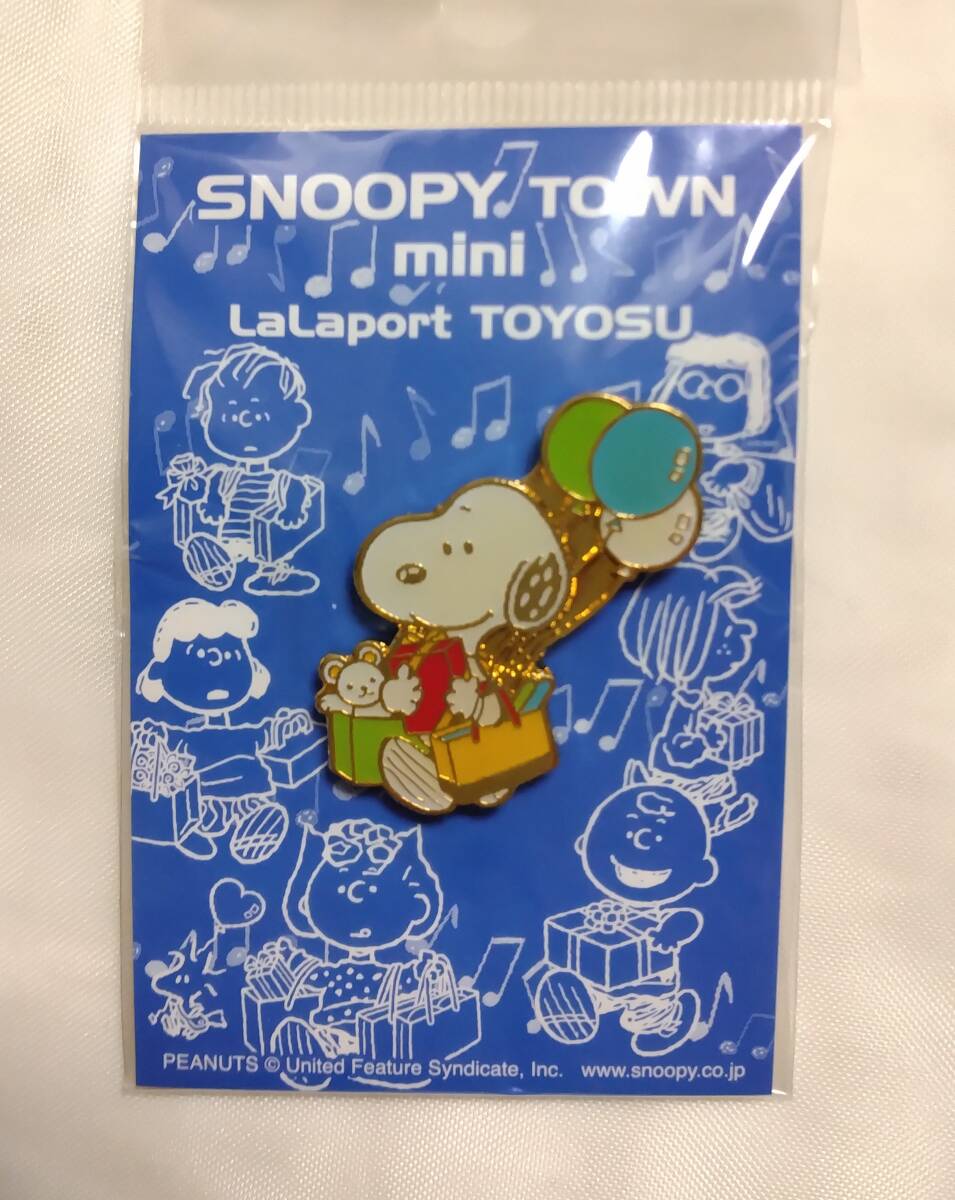 SNOOPY TOWN
mini
LaLaport TOYOSU
PEANUTS © United Feature Syndicate, Inc. www.snoopy.co.jp